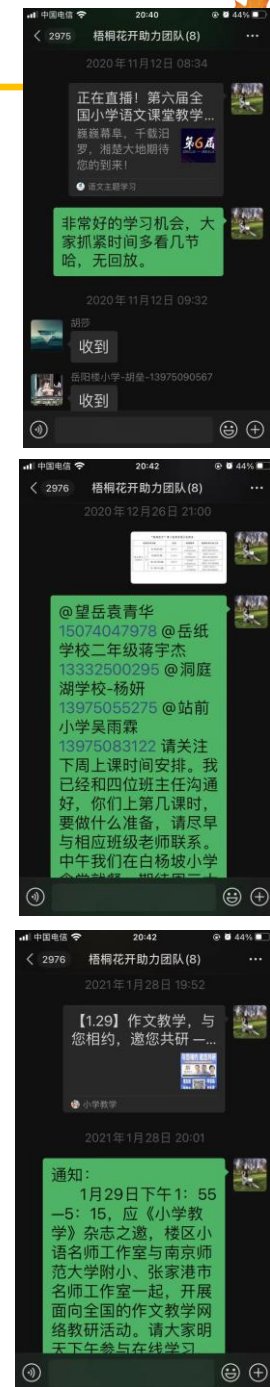 中国电信 20:40 44%
2975 梧桐花开助力团队(8) ...
2020年11月12日 08:34
正在直播！第六届全
国小学语文课堂教学...
巍巍幕阜，千载汨
罗，湘楚大地期待
您的到来！
第6届
语文主题学习
非常好的学习机会，大
家抓紧时间多看几节
哈，无回放。
2020年11月12日 09:32
胡莎
收到
岳阳楼小学-胡垒-13975090567
收到
中国电信 20:42 44%
2976 梧桐花开助力团队(8) ...
2020年12月26日 21:00
@望岳袁青华
15074047978 @岳纸
学校二年级蒋宇杰
13332500295 @洞庭
湖学校-杨妍
13975055275 @站前
小学吴雨霖
13975083122 请关注
下周上课时间安排。我
已经和四位班主任沟通
好，你们上第几课时，
要做什么准备，请尽早
与相应班级老师联系。
中午我们在白杨坡小学
中国电信 20:42 44%
2976 梧桐花开助力团队(8) ...
2021年1月28日 19:52
【1.29】作文教学，与
您相约，邀您共研 —...
小学教学
2021年1月28日 20:01
通知：
1月29日下午1：55
—5：15，应《小学教
学》杂志之邀，楼区小
语名师工作室与南京师
范大学附小、张家港市
名师工作室一起，开展
面向全国的作文教学网
络教研活动。请大家明
天下午参与在线学习